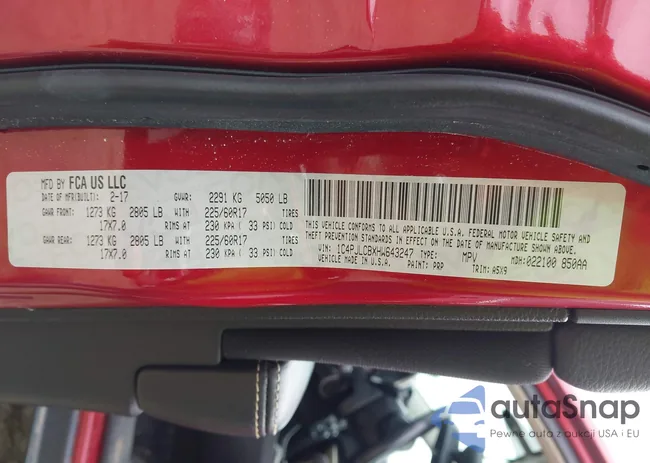 MFD BY FCA US LLC
DATE OF MFR(BUILT): 2-17 GVWR: 2291 KG 5050 LB
GAWR FRONT: 1273 KG 2805 LB WITH 225/60R17 TIRES
17X7.0 RIMS AT 230 KPA ( 33 PSI) COLD
GAWR REAR: 1273 KG 2805 LB WITH 225/60R17 TIRES
17X7.0 RIMS AT 230 KPA ( 33 PSI) COLD
THIS VEHICLE CONFORMS TO ALL APPLICABLE U.S.A. FEDERAL MOTOR VEHICLE SAFETY AND
THEFT PREVENTION STANDARDS IN EFFECT ON THE DATE OF MANUFACTURE SHOWN ABOVE.
VIN: 1C4PJLCBXHW643247 TYPE: MPV MDH:022100 850AA
VEHICLE MADE IN U.S.A. PAINT: PRP TRIM: A5X9
autoSnap
Pewne auta z aukcji USA i EU